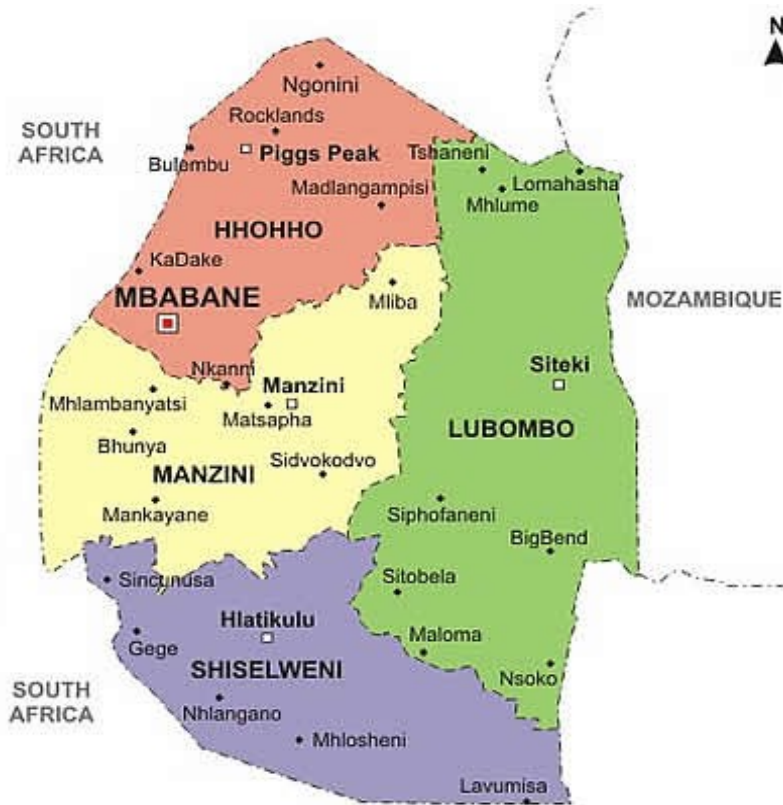 N
Ngonini
Rocklands
SOUTH
AFRICA
Bulembu
Piggs Peak
Tshaneni
Lomahasha
Madlangampisi
Mhlume
HHOHHO
KaDake
MBABANE
Mliba
MOZAMBIQUE
Siteki
Nkanni
Manzini
Mhlambanyatsi
Matsapha
LUBOMBO
Bhunya
MANZINI
Sidvokodvo
Mankayane
Siphofaneni
BigBend
Sincunusa
Sitobela
Hlatikulu
Gege
Maloma
SHISELWENI
Nsoko
SOUTH
AFRICA
Nhlangano
Mhlosheni
Lavumisa